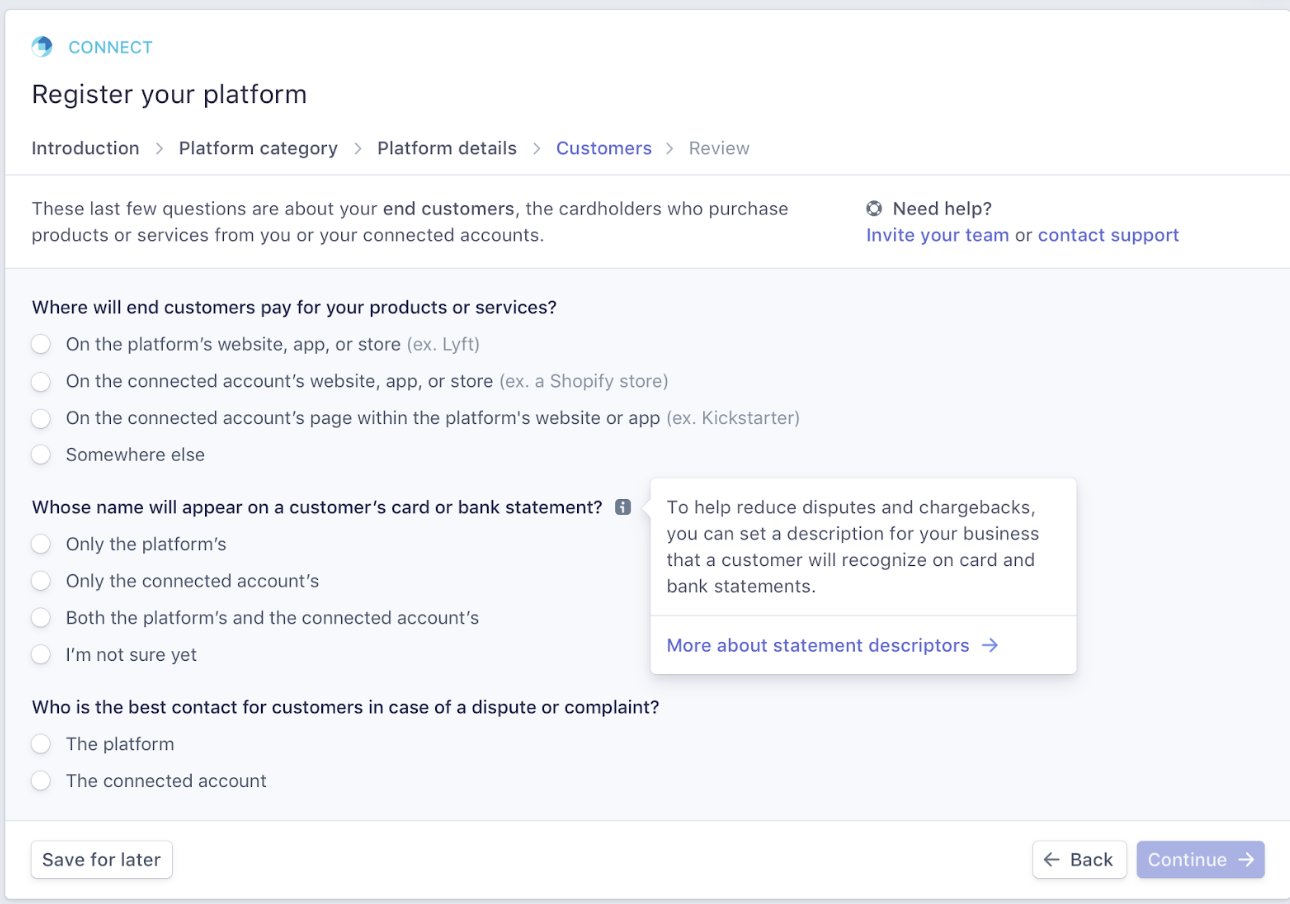 CONNECT
Register your platform
Introduction > Platform category > Platform details > Customers > Review
These last few questions are about your end customers, the cardholders who purchase
products or services from you or your connected accounts.
Need help?
Invite your team or contact support
Where will end customers pay for your products or services?
On the platform’s website, app, or store (ex. Lyft)
On the connected account’s website, app, or store (ex. a Shopify store)
On the connected account’s page within the platform's website or app (ex. Kickstarter)
Somewhere else
Whose name will appear on a customer’s card or bank statement? i
To help reduce disputes and chargebacks,
you can set a description for your business
that a customer will recognize on card and
bank statements.
More about statement descriptors →
Only the platform’s
Only the connected account’s
Both the platform’s and the connected account’s
I’m not sure yet
Who is the best contact for customers in case of a dispute or complaint?
The platform
The connected account
Save for later
← Back
Continue →